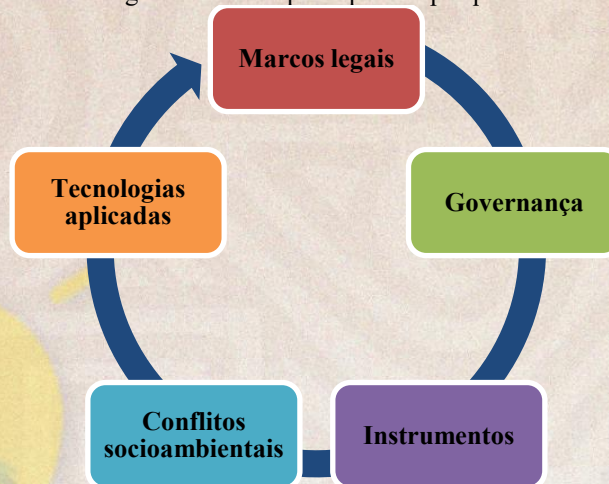 Marcos legais
Governança
Instrumentos
Conflitos
socioambientais
Tecnologias
aplicadas